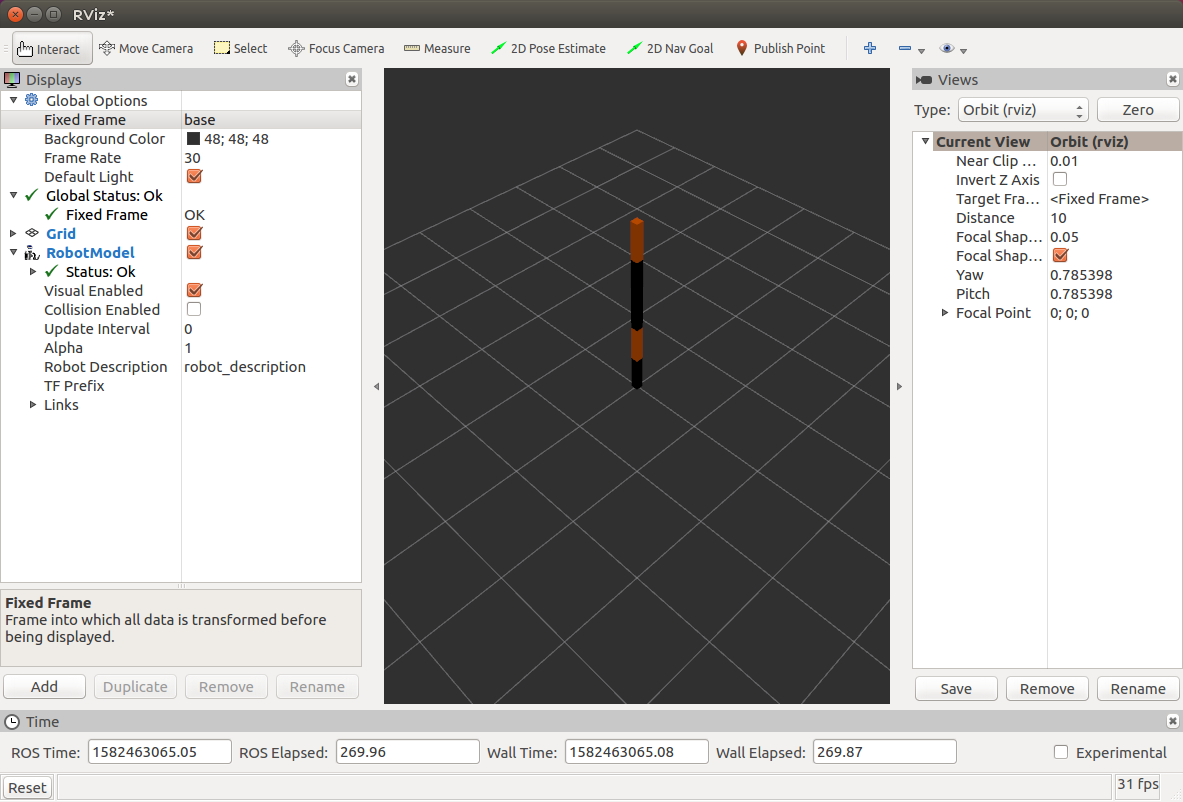 RViz*
Interact Move Camera Select Focus Camera Measure 2D Pose Estimate 2D Nav Goal Publish Point
Displays
Global Options
Fixed Frame base
Background Color 48; 48; 48
Frame Rate 30
Default Light
Global Status: Ok
Fixed Frame OK
Grid
RobotModel
Status: Ok
Visual Enabled
Collision Enabled
Update Interval 0
Alpha 1
Robot Description robot_description
TF Prefix
Links
Fixed Frame
Frame into which all data is transformed before
being displayed.
Add Duplicate Remove Rename
Views
Type: Orbit (rviz) Zero
Current View Orbit (rviz)
Near Clip ... 0.01
Invert Z Axis
Target Fra... <Fixed Frame>
Distance 10
Focal Shap... 0.05
Focal Shap...
Yaw 0.785398
Pitch 0.785398
Focal Point 0; 0; 0
Save Remove Rename
Time
ROS Time: 1582463065.05 ROS Elapsed: 269.96 Wall Time: 1582463065.08 Wall Elapsed: 269.87 Experimental
Reset 31 fps